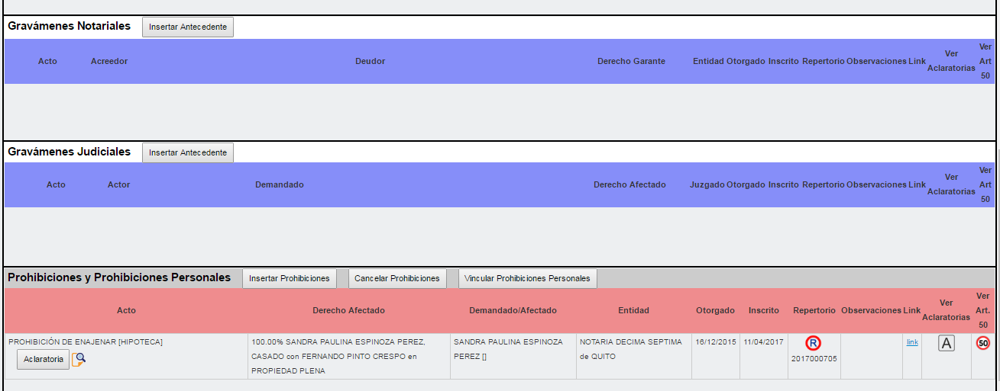 Gravámenes Notariales Insertar Antecedente
Acto Acreedor Deudor Derecho Garante Entidad Otorgado Inscrito Repertorio Observaciones Link Ver Aclaratorias Ver Art 50
Gravámenes Judiciales Insertar Antecedente
Acto Actor Demandado Derecho Afectado Juzgado Otorgado Inscrito Repertorio Observaciones Link Ver Aclaratorias Ver Art 50
Prohibiciones y Prohibiciones Personales Insertar Prohibiciones Cancelar Prohibiciones Vincular Prohibiciones Personales
Acto Derecho Afectado Demandado/Afectado Entidad Otorgado Inscrito Repertorio Observaciones Link Ver Aclaratorias Ver Art. 50
PROHIBICIÓN DE ENAJENAR [HIPOTECA]
Aclaratoria
100.00% SANDRA PAULINA ESPINOZA PEREZ,
CASADO con FERNANDO PINTO CRESPO en
PROPIEDAD PLENA
SANDRA PAULINA ESPINOZA
PEREZ []
NOTARIA DECIMA SEPTIMA
de QUITO
16/12/2015
11/04/2017
R
2017000705
link
A
50